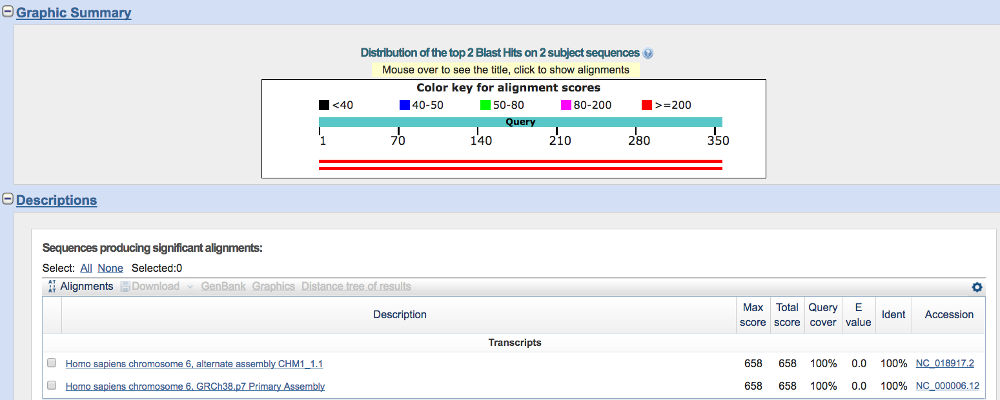 Graphic Summary
Distribution of the top 2 Blast Hits on 2 subject sequences ?
Mouse over to see the title, click to show alignments
Color key for alignment scores
<40 40-50 50-80 80-200 >=200
Query
1 70 140 210 280 350
Descriptions
Sequences producing significant alignments:
Select: All None Selected:0
AT AT Alignments Download GenBank Graphics Distance tree of results
Description Max score Total score Query cover E value Ident Accession
Transcripts
Homo sapiens chromosome 6, alternate assembly CHM1_1.1 658 658 100% 0.0 100% NC_018917.2
Homo sapiens chromosome 6, GRCh38.p7 Primary Assembly 658 658 100% 0.0 100% NC_000006.12